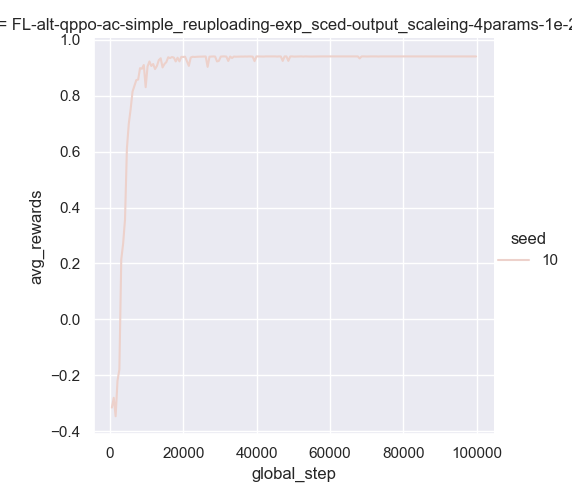 = FL-alt-qppo-ac-simple_reuploading-exp_sced-output_scaleing-4params-1e-2
1.0
0.8
0.6
0.4
0.2
0.0
−0.2
−0.4
avg_rewards
0 20000 40000 60000 80000 100000
global_step
seed
10